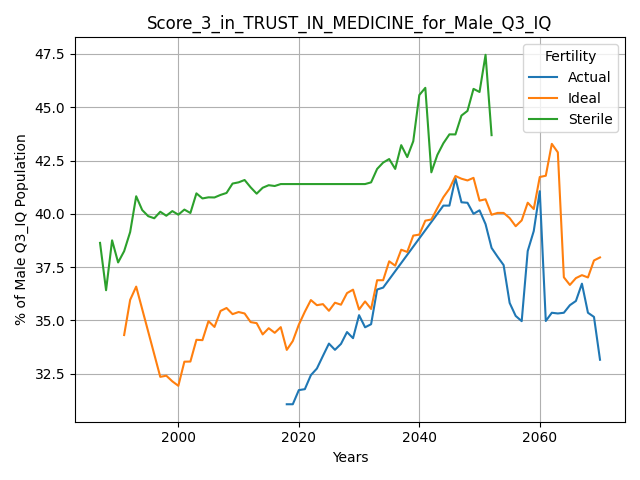 Score_3_in_TRUST_IN_MEDICINE_for_Male_Q3_IQ
Fertility
Actual
Ideal
Sterile
% of Male Q3_IQ Population
47.5
45.0
42.5
40.0
37.5
35.0
32.5
2000
2020
2040
2060
Years